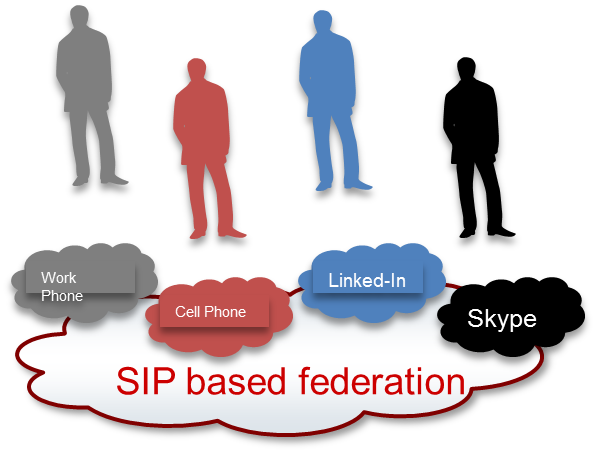 Work
Phone
Cell Phone
Linked-In
Skype
SIP based federation